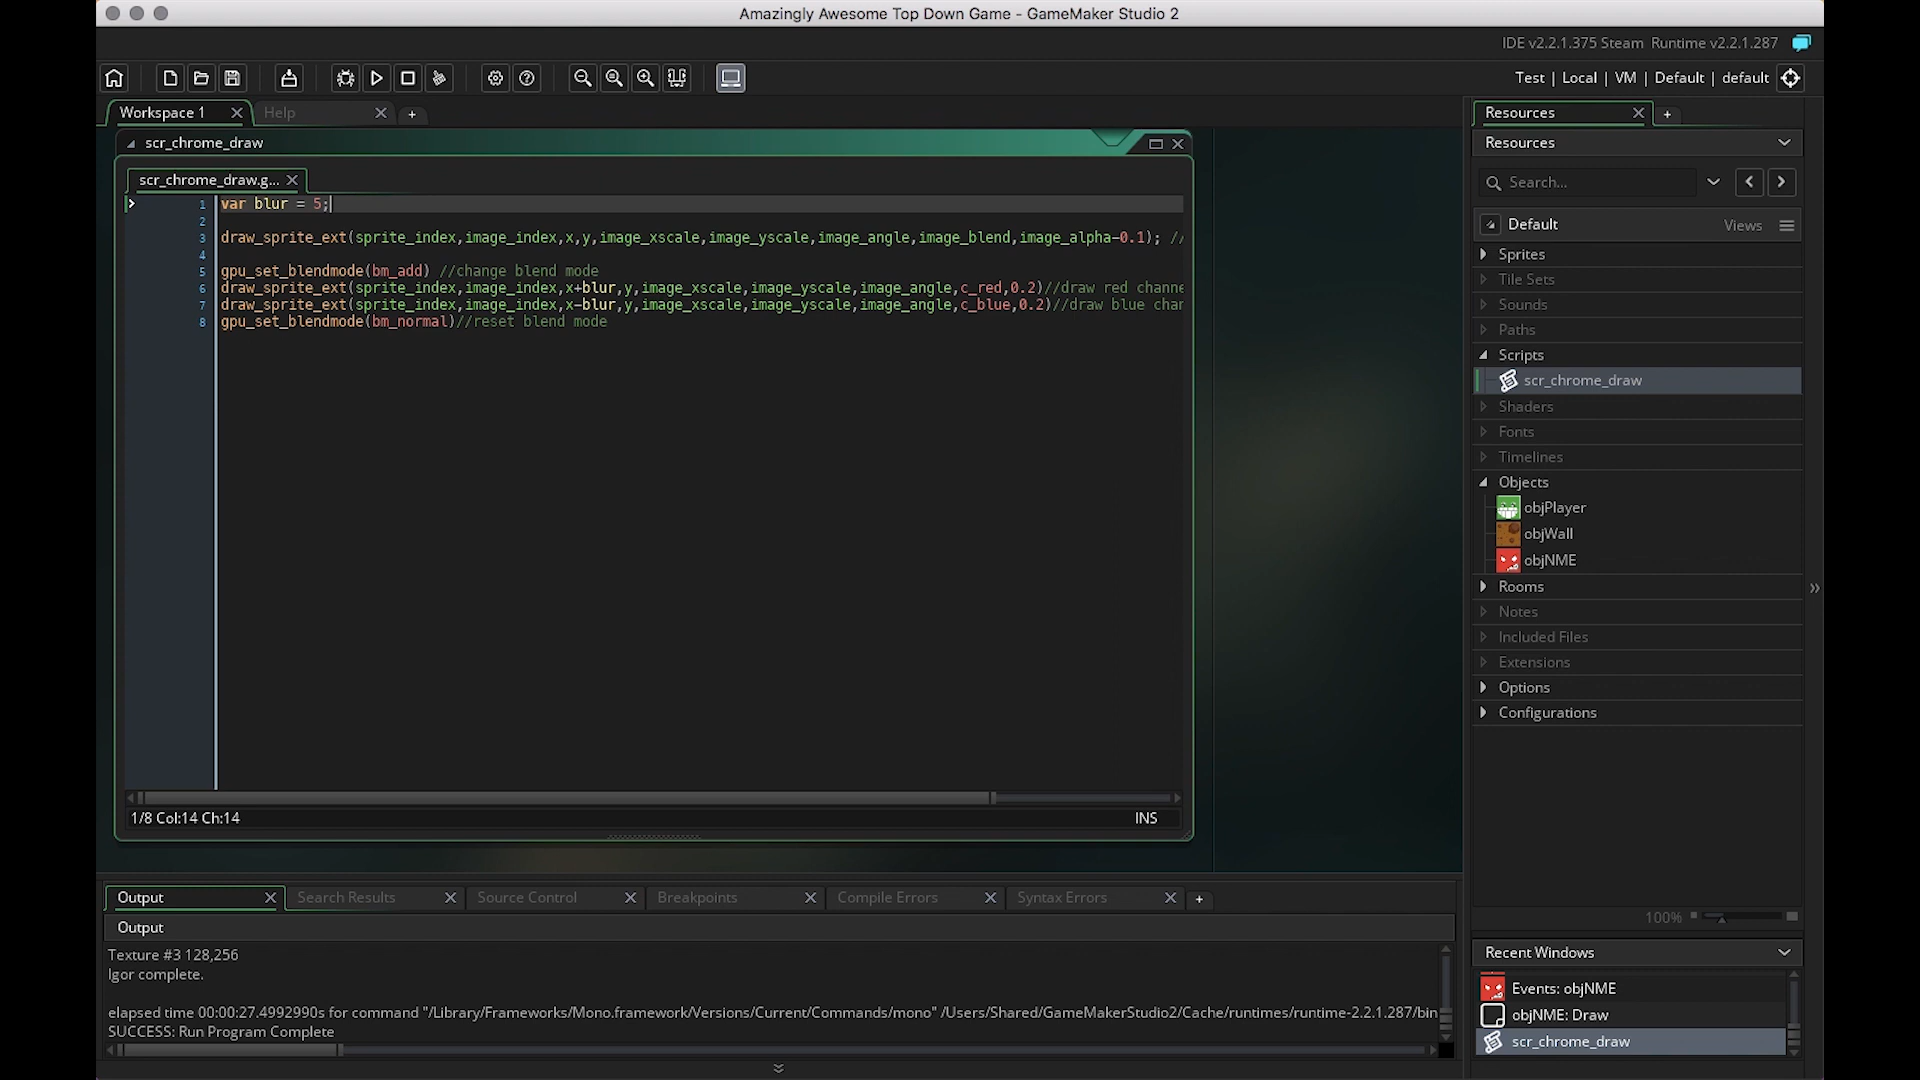 Amazingly Awesome Top Down Game - GameMaker Studio 2
IDE v2.2.1.375 Steam Runtime v2.2.1.287
Test | Local | VM | Default | default
Workspace 1
Help
scr_chrome_draw
scr_chrome_draw.g...
1 var blur = 5;
2
3 draw_sprite_ext(sprite_index,image_index,x,y,image_xscale,image_yscale,image_angle,image_blend,image_alpha-0.1); //
4
5 gpu_set_blendmode(bm_add) //change blend mode
6 draw_sprite_ext(sprite_index,image_index,x+blur,y,image_xscale,image_yscale,image_angle,c_red,0.2)//draw red channe
7 draw_sprite_ext(sprite_index,image_index,x-blur,y,image_xscale,image_yscale,image_angle,c_blue,0.2)//draw blue chan
8 gpu_set_blendmode(bm_normal)//reset blend mode
1/8 Col:14 Ch:14
INS
Output
Search Results
Source Control
Breakpoints
Compile Errors
Syntax Errors
Output
Texture #3 128,256
Igor complete.
elapsed time 00:00:27.4992990s for command "/Library/Frameworks/Mono.framework/Versions/Current/Commands/mono" /Users/Shared/GameMakerStudio2/Cache/runtimes/runtime-2.2.1.287/bin
SUCCESS: Run Program Complete
Resources
Resources
Search...
Default
Views
Sprites
Tile Sets
Sounds
Paths
Scripts
scr_chrome_draw
Shaders
Fonts
Timelines
Objects
objPlayer
objWall
objNME
Rooms
Notes
Included Files
Extensions
Options
Configurations
100%
Recent Windows
Events: objNME
objNME: Draw
scr_chrome_draw